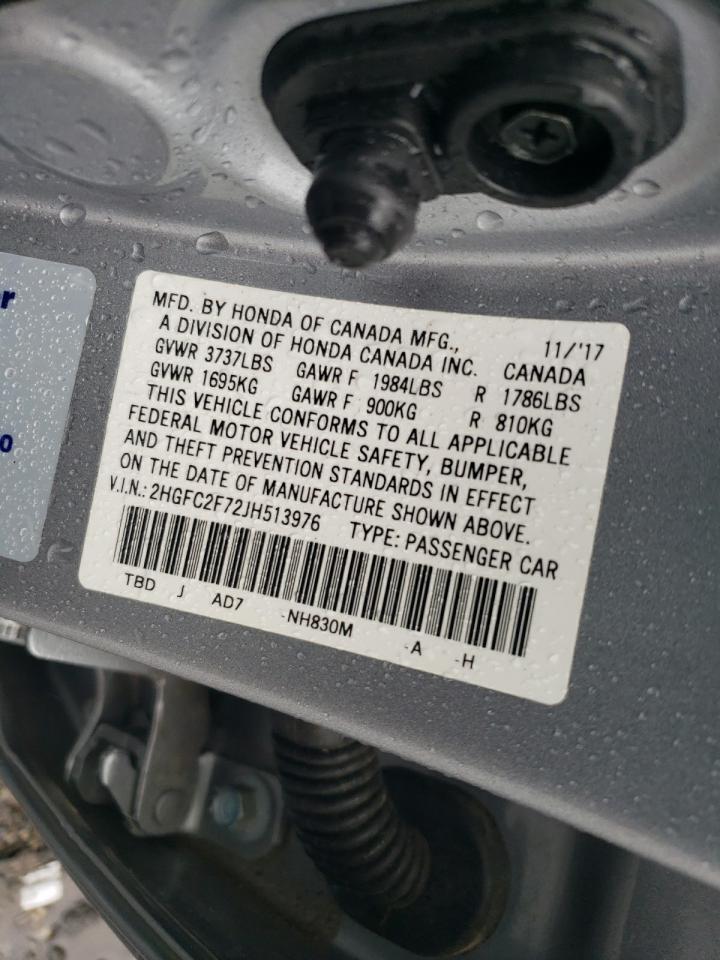 MFD. BY HONDA OF CANADA MFG., 11/'17
A DIVISION OF HONDA CANADA INC. CANADA
GVWR 3737LBS GAWR F 1984LBS R 1786LBS
GVWR 1695KG GAWR F 900KG R 810KG
THIS VEHICLE CONFORMS TO ALL APPLICABLE
FEDERAL MOTOR VEHICLE SAFETY, BUMPER,
AND THEFT PREVENTION STANDARDS IN EFFECT
ON THE DATE OF MANUFACTURE SHOWN ABOVE.
V.I.N.: 2HGFC2F72JH513976 TYPE: PASSENGER CAR
TBD J AD7 -NH830M -A -H